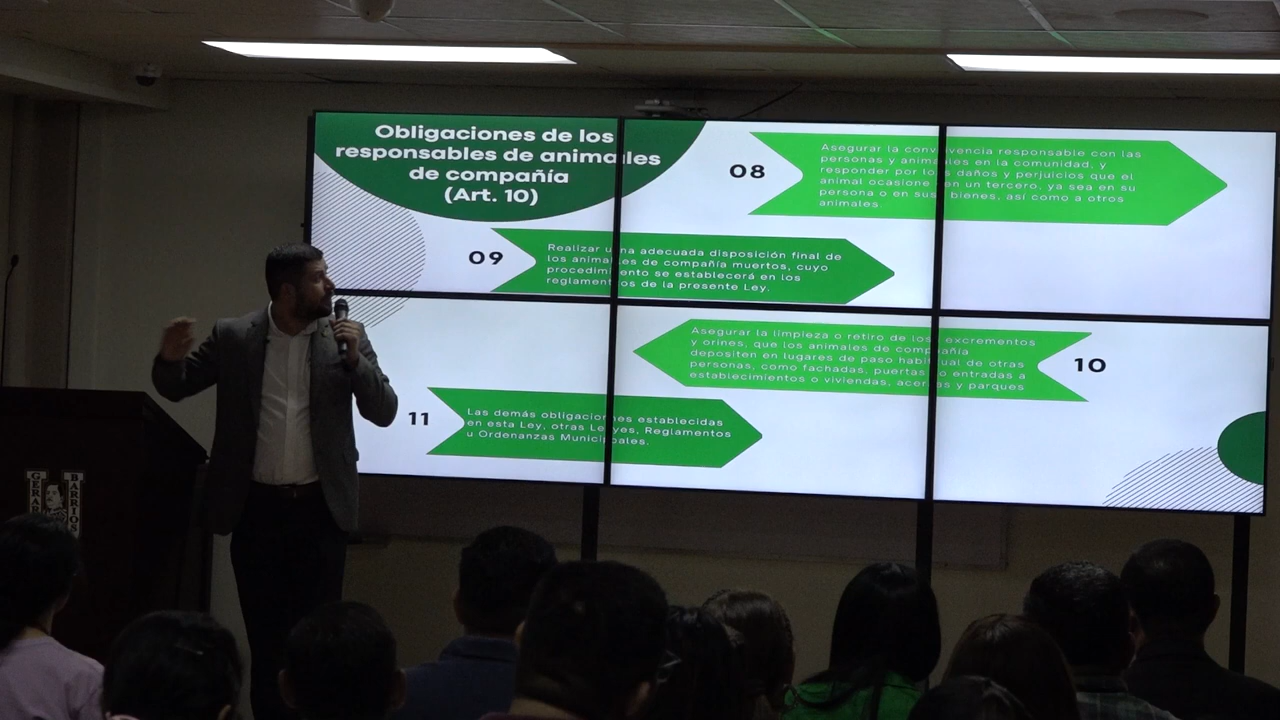 Obligaciones de los
responsables de animales
de compañía
(Art. 10)
08
Asegurar la convivencia responsable con las
personas y animales en la comunidad, y
responder por los daños y perjuicios que el
animal ocasione en un tercero, ya sea en su
persona o en sus bienes, así como a otros
animales.
09
Realizar una adecuada disposición final de
los animales de compañía muertos, cuyo
procedimiento se establecerá en los
reglamentos de la presente Ley.
Asegurar la limpieza o retiro de los excrementos
y orines, que los animales de compañía
depositen en lugares de paso habitual de otras
personas, como fachadas, puertas o entradas a
establecimientos o viviendas, aceras y parques
10
11
Las demás obligaciones establecidas
en esta Ley, otras Leyes, Reglamentos
u Ordenanzas Municipales.
BARRIOS